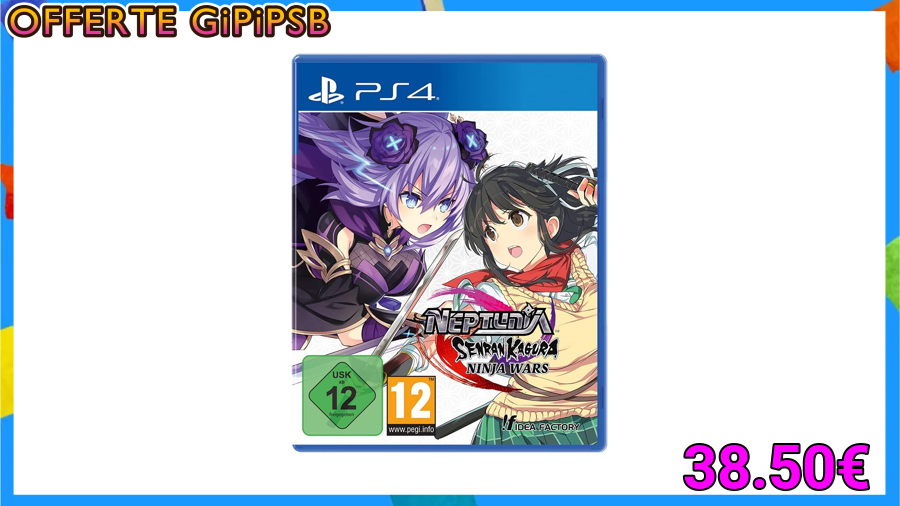 OFFERTE GiPiPSB
PS4
NEPTUNIA
SENRAN KAGURA
NINJA WARS
USK
ab
12
freigegeben
12
www.pegi.info
!f IDEA FACTORY
38.50€